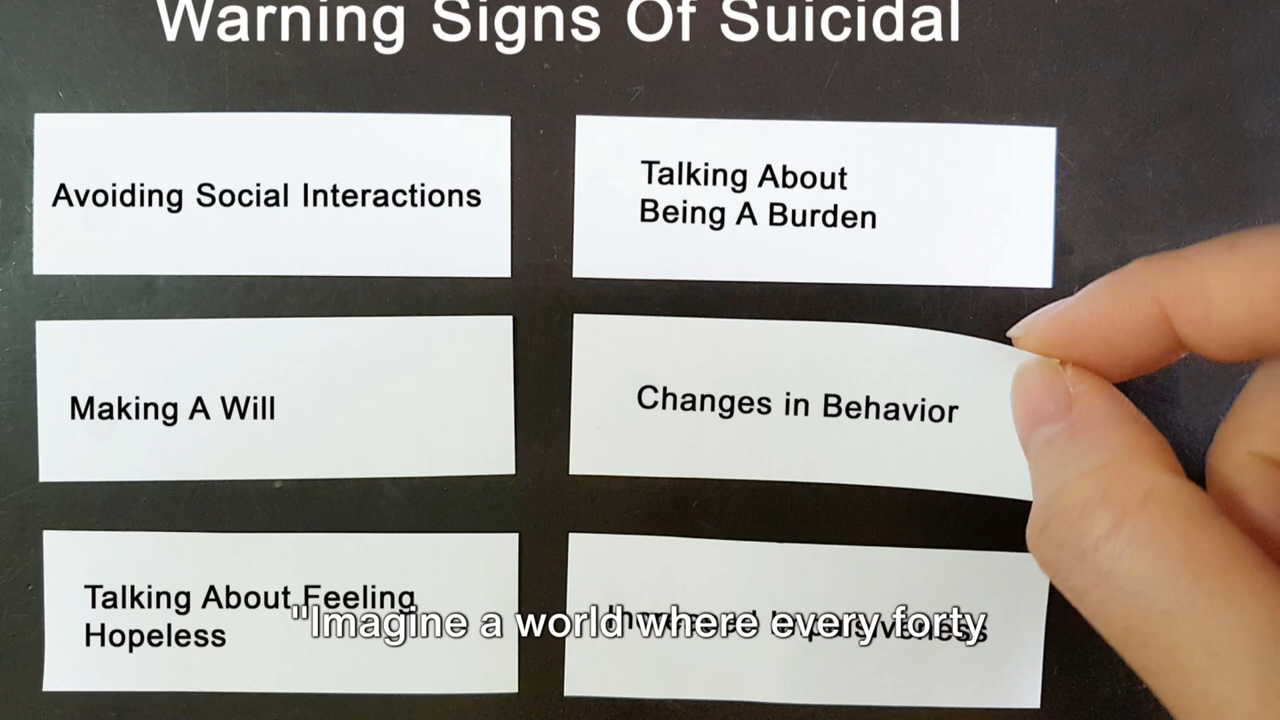 Warning Signs Of Suicidal
Avoiding Social Interactions
Talking About
Being A Burden
Making A Will
Changes in Behavior
Talking About Feeling
Hopeless
"Imagine a world where every forty